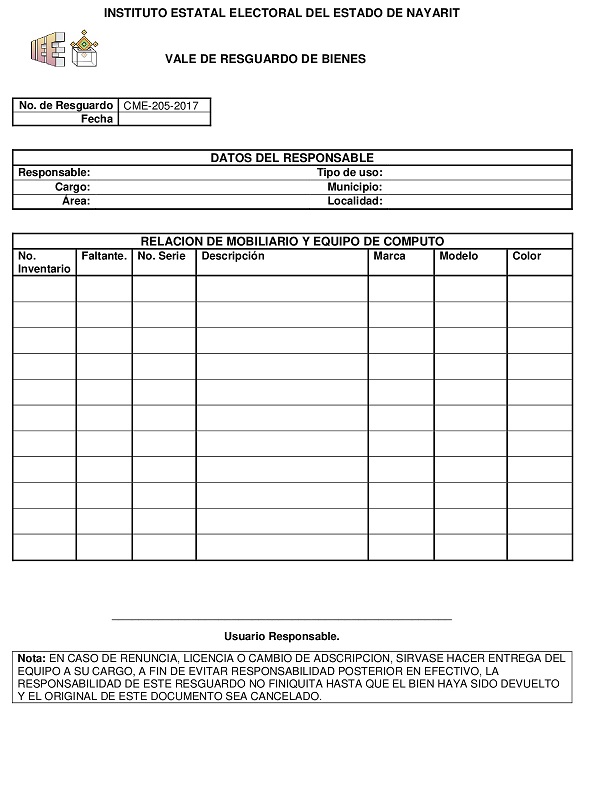 INSTITUTO ESTATAL ELECTORAL DEL ESTADO DE NAYARIT
IEE
VALE DE RESGUARDO DE BIENES
No. de Resguardo CME-205-2017
Fecha
DATOS DEL RESPONSABLE
Responsable: Tipo de uso:
Cargo: Municipio:
Área: Localidad:
RELACION DE MOBILIARIO Y EQUIPO DE COMPUTO
No. Faltante. No. Serie Descripción Marca Modelo Color
Inventario
Usuario Responsable.
Nota: EN CASO DE RENUNCIA, LICENCIA O CAMBIO DE ADSCRIPCION, SIRVASE HACER ENTREGA DEL
EQUIPO A SU CARGO, A FIN DE EVITAR RESPONSABILIDAD POSTERIOR EN EFECTIVO, LA
RESPONSABILIDAD DE ESTE RESGUARDO NO FINIQUITA HASTA QUE EL BIEN HAYA SIDO DEVUELTO
Y EL ORIGINAL DE ESTE DOCUMENTO SEA CANCELADO.